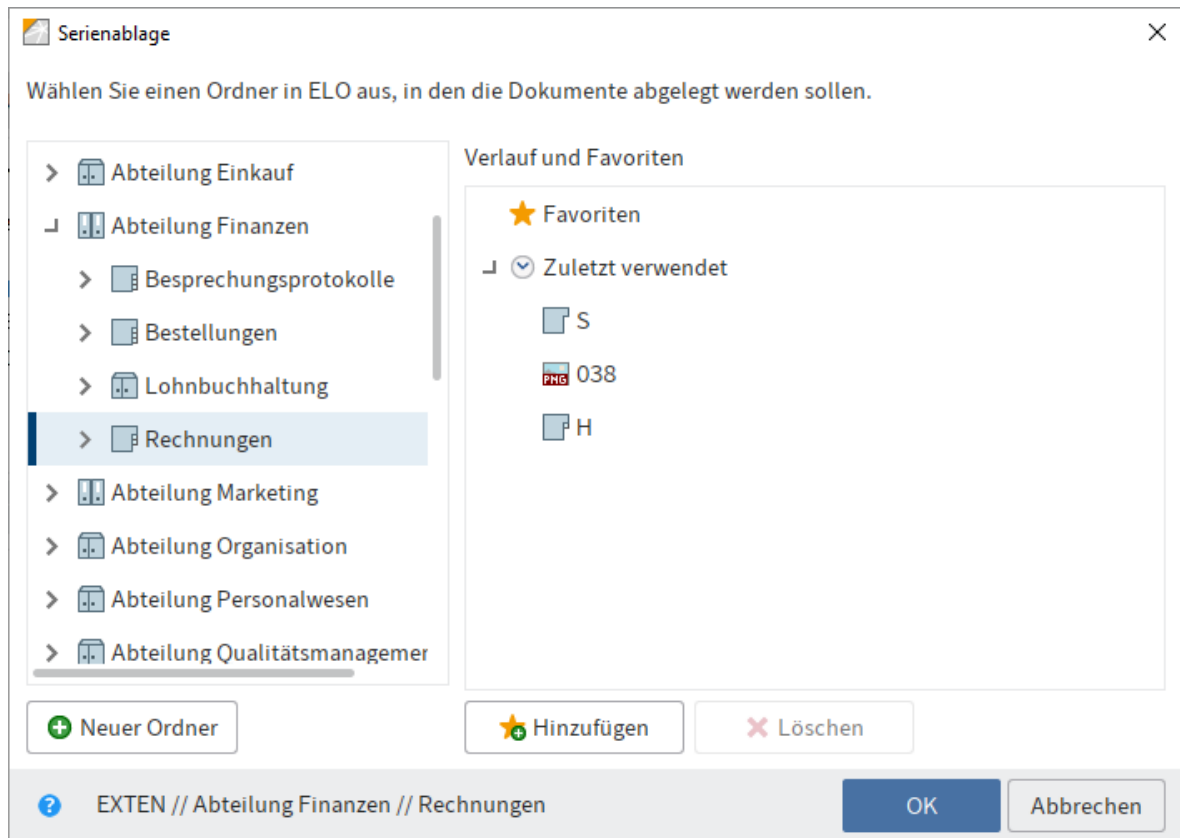 Serienablage
Wählen Sie einen Ordner in ELO aus, in den die Dokumente abgelegt werden sollen.
Abteilung Einkauf
Abteilung Finanzen
Besprechungsprotokolle
Bestellungen
Lohnbuchhaltung
Rechnungen
Abteilung Marketing
Abteilung Organisation
Abteilung Personalwesen
Abteilung Qualitätsmanagemen
Neuer Ordner
Verlauf und Favoriten
Favoriten
Zuletzt verwendet
S
PNG 038
H
Hinzufügen
Löschen
EXTEN // Abteilung Finanzen // Rechnungen
OK
Abbrechen